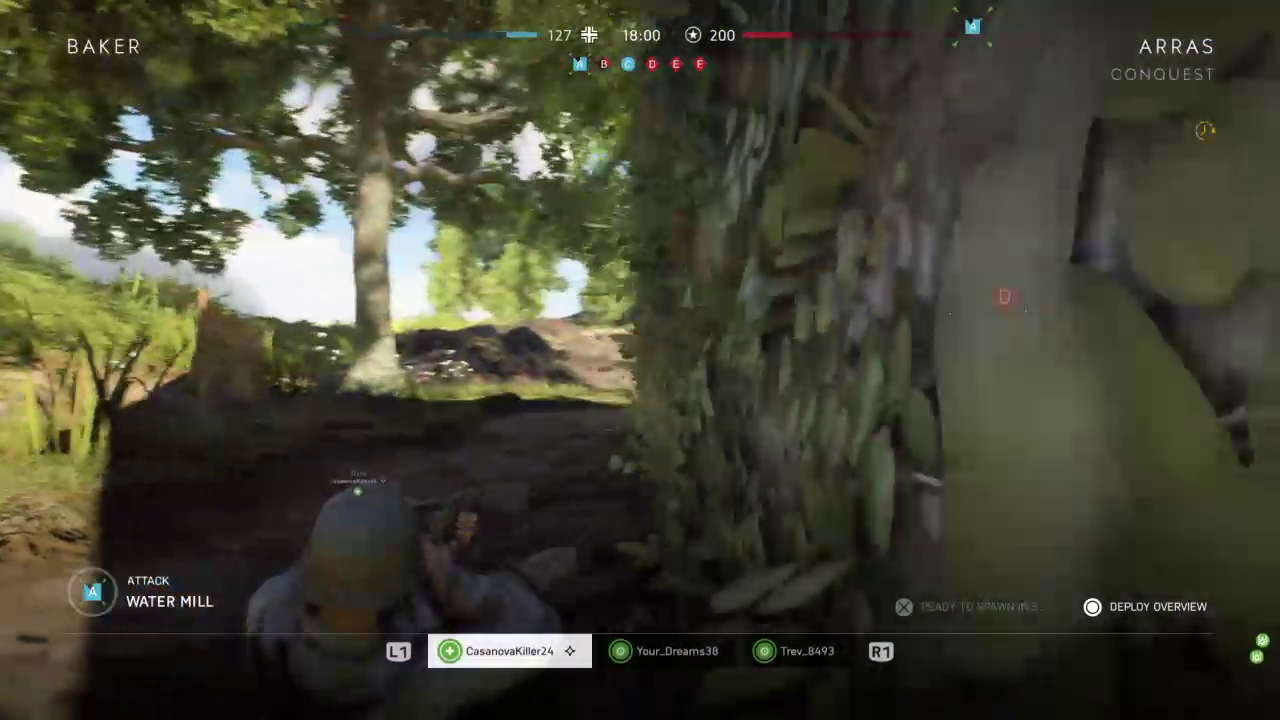 BAKER
127 18:00 200
A B C D E F
A
ARRAS
CONQUEST
D
A
ATTACK
WATER MILL
READY TO SPAWN IN 5...
DEPLOY OVERVIEW
L1 CasanovaKiller24 Your_Dreams38 Trev_8493 R1